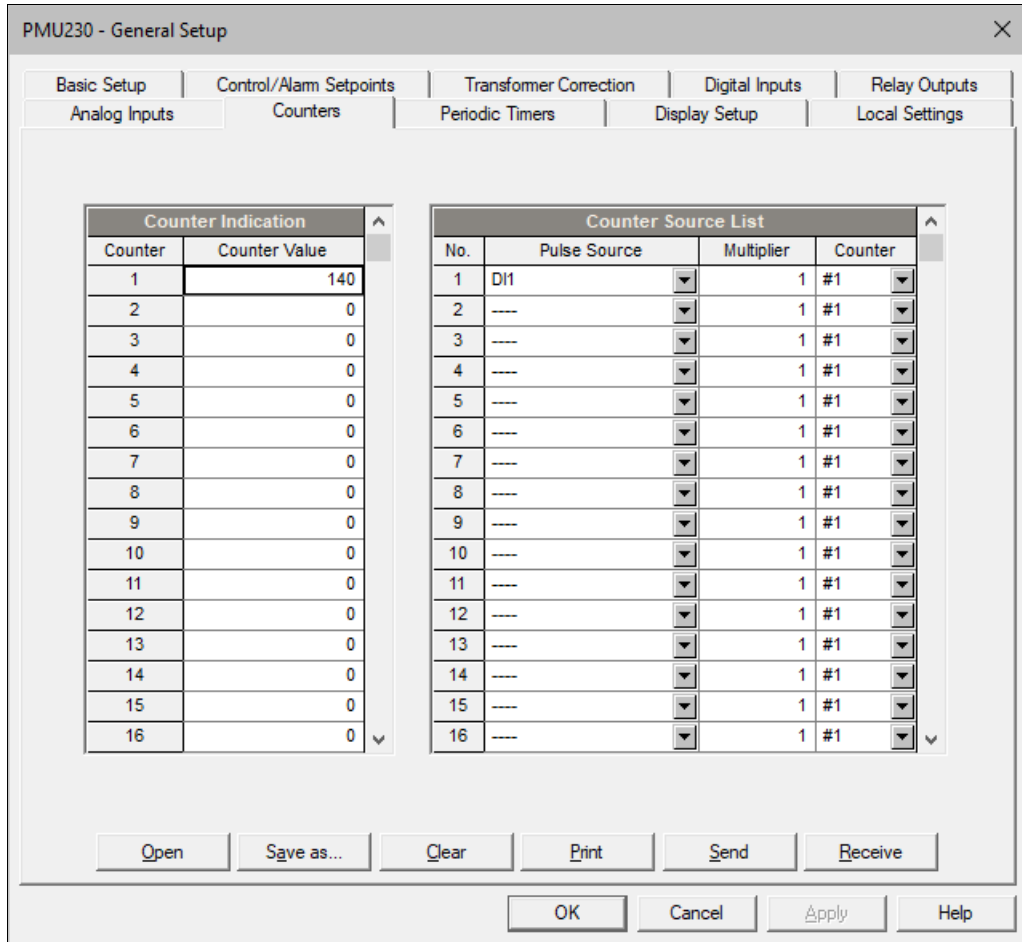 PMU230 - General Setup
Basic Setup Control/Alarm Setpoints Transformer Correction Digital Inputs Relay Outputs
Analog Inputs Counters Periodic Timers Display Setup Local Settings
Counter Indication Counter Source List
Counter Counter Value No. Pulse Source Multiplier Counter
1 140 1 DI1 1 #1
2 0 2 ---- 1 #1
3 0 3 ---- 1 #1
4 0 4 ---- 1 #1
5 0 5 ---- 1 #1
6 0 6 ---- 1 #1
7 0 7 ---- 1 #1
8 0 8 ---- 1 #1
9 0 9 ---- 1 #1
10 0 10 ---- 1 #1
11 0 11 ---- 1 #1
12 0 12 ---- 1 #1
13 0 13 ---- 1 #1
14 0 14 ---- 1 #1
15 0 15 ---- 1 #1
16 0 16 ---- 1 #1
Open Save as... Clear Print Send Receive
OK Cancel Apply Help